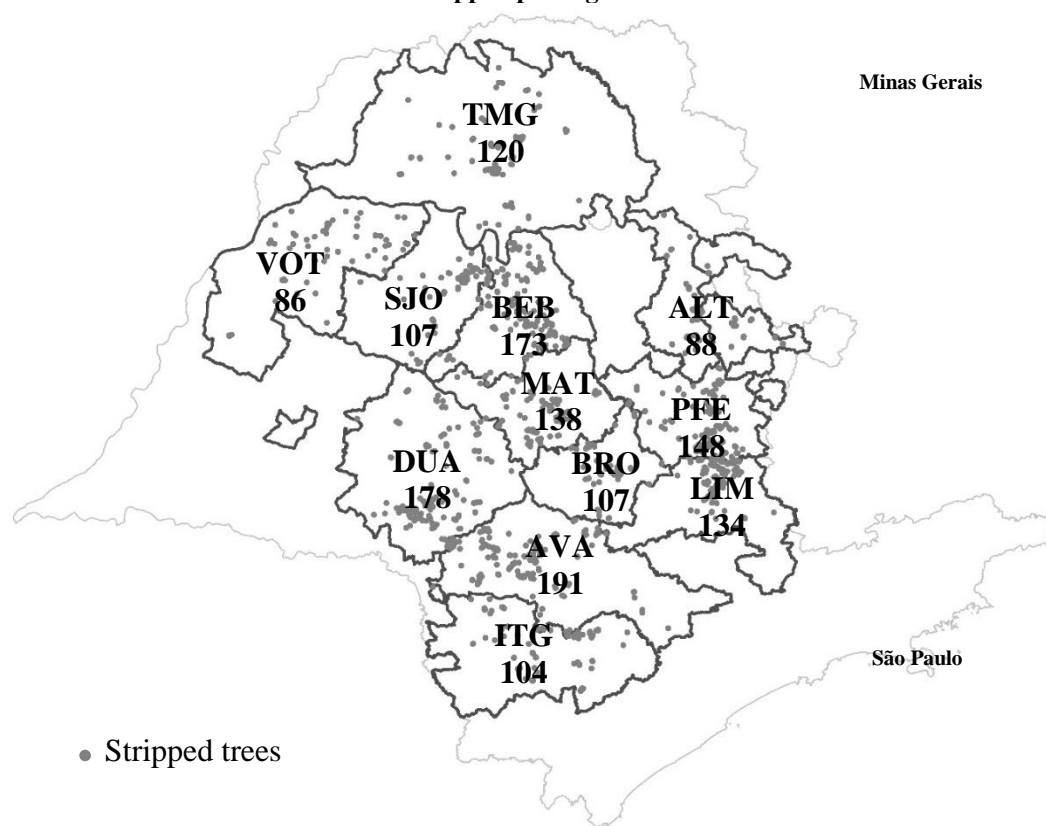 Minas Gerais
TMG
120
VOT
86
SJO
107
BEB
173
ALT
88
MAT
138
PFE
148
DUA
178
BRO
107
LIM
134
AVA
191
ITG
104
São Paulo
Stripped trees